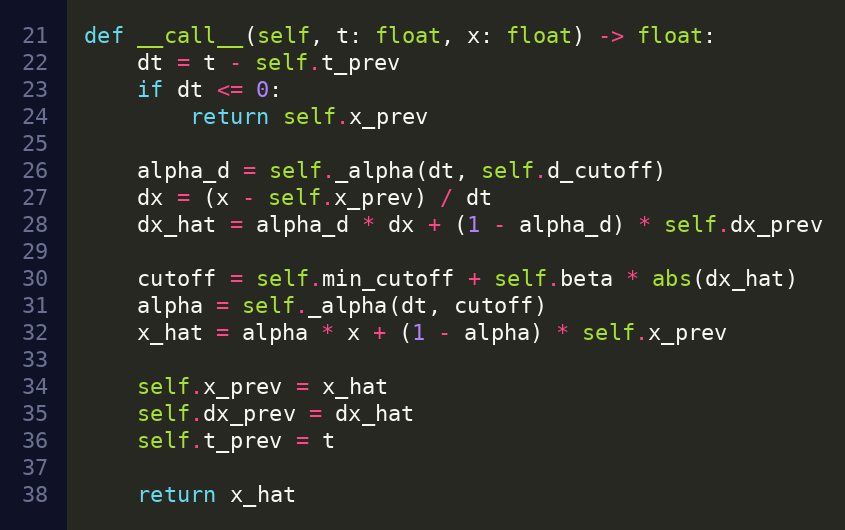 21 def __call__(self, t: float, x: float) -> float:
22     dt = t - self.t_prev
23     if dt <= 0:
24         return self.x_prev
25
26     alpha_d = self._alpha(dt, self.d_cutoff)
27     dx = (x - self.x_prev) / dt
28     dx_hat = alpha_d * dx + (1 - alpha_d) * self.dx_prev
29
30     cutoff = self.min_cutoff + self.beta * abs(dx_hat)
31     alpha = self._alpha(dt, cutoff)
32     x_hat = alpha * x + (1 - alpha) * self.x_prev
33
34     self.x_prev = x_hat
35     self.dx_prev = dx_hat
36     self.t_prev = t
37
38     return x_hat